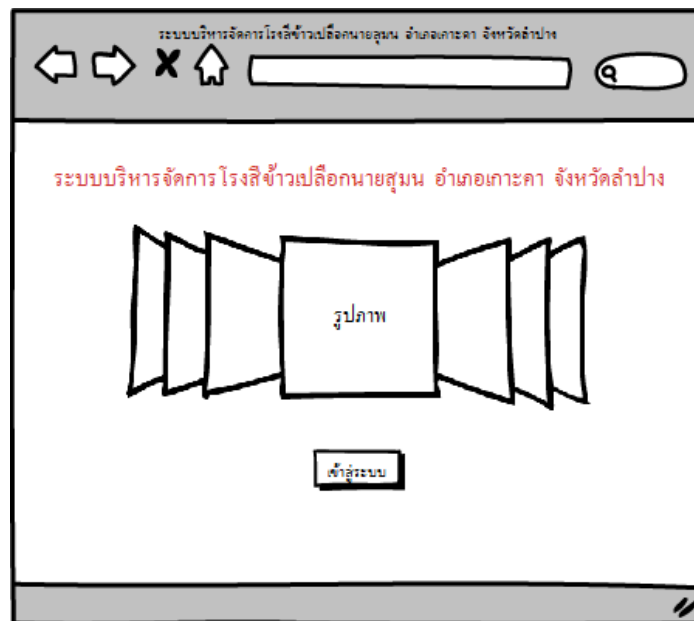 ระบบบริหารจัดการโรงสีข้าวเปลือกนายสุมน อำเภอเกาะคา จังหวัดลำปาง
ระบบบริหารจัดการโรงสีข้าวเปลือกนายสุมน อำเภอเกาะคา จังหวัดลำปาง
รูปภาพ
เข้าสู่ระบบ